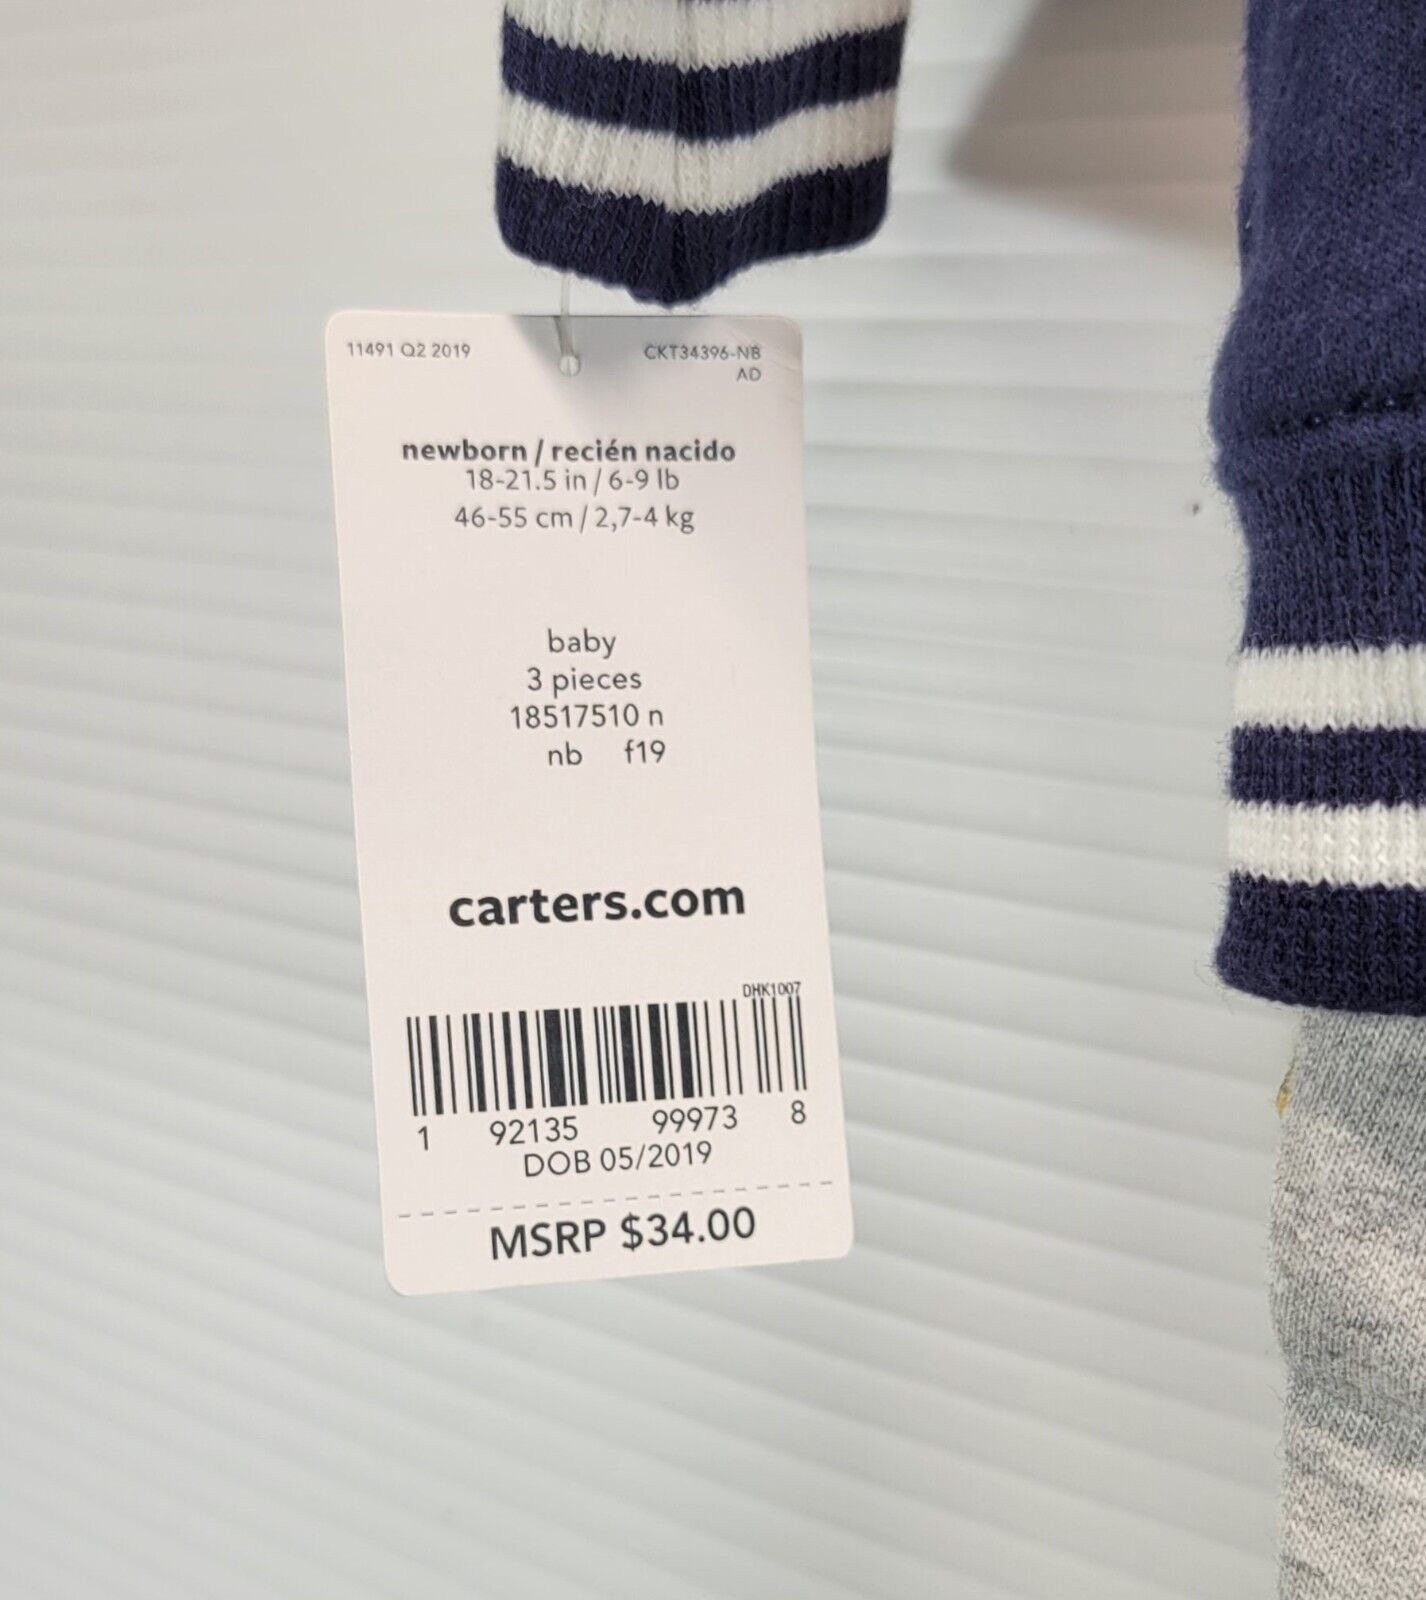 11491 Q2 2019
CKT34396-NB
AD
newborn / recién nacido
18-21.5 in / 6-9 lb
46-55 cm / 2,7-4 kg
baby
3 pieces
18517510 n
nb f19
carters.com
DHK1007
1 92135 99973 8
DOB 05/2019
MSRP $34.00